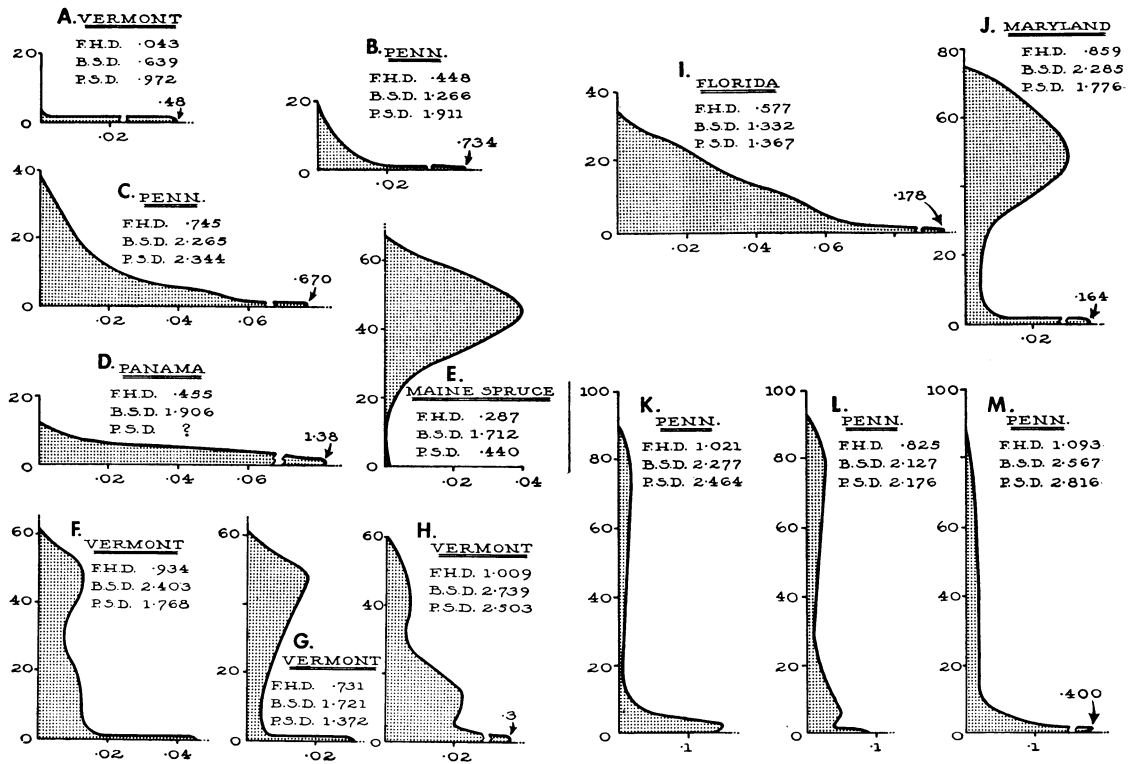 A. VERMONT
F.H.D. .043
B.S.D. .639
P.S.D. .972
20
0
.02
.48
B. PENN.
F.H.D. .448
B.S.D. 1.266
P.S.D. 1.911
20
0
.02
.734
I. FLORIDA
F.H.D. .577
B.S.D. 1.332
P.S.D. 1.367
40
20
0
.02 .04 .06
.178
J. MARYLAND
F.H.D. .859
B.S.D. 2.285
P.S.D. 1.776
80
60
20
0
.02
.164
C. PENN.
F.H.D. .745
B.S.D. 2.265
P.S.D. 2.344
40
20
0
.02 .04 .06
.670
D. PANAMA
F.H.D. .455
B.S.D. 1.906
P.S.D. ?
20
0
.02 .04 .06
1.38
E.
MAINE SPRUCE
F.H.D. .287
B.S.D. 1.712
P.S.D. .440
60
40
20
0
.02 .04
F.
VERMONT
F.H.D. .934
B.S.D. 2.403
P.S.D. 1.768
60
40
20
0
.02 .04
G.
VERMONT
F.H.D. .731
B.S.D. 1.721
P.S.D. 1.372
60
40
20
0
.02
H.
VERMONT
F.H.D. 1.009
B.S.D. 2.739
P.S.D. 2.503
60
40
20
0
.02
.3
K.
PENN.
F.H.D. 1.021
B.S.D. 2.277
P.S.D. 2.464
100
80
60
40
20
0
.1
L.
PENN.
F.H.D. .825
B.S.D. 2.127
P.S.D. 2.176
100
80
60
40
20
0
.1
M.
PENN.
F.H.D. 1.093
B.S.D. 2.567
P.S.D. 2.816
100
80
60
40
20
0
.1
.400